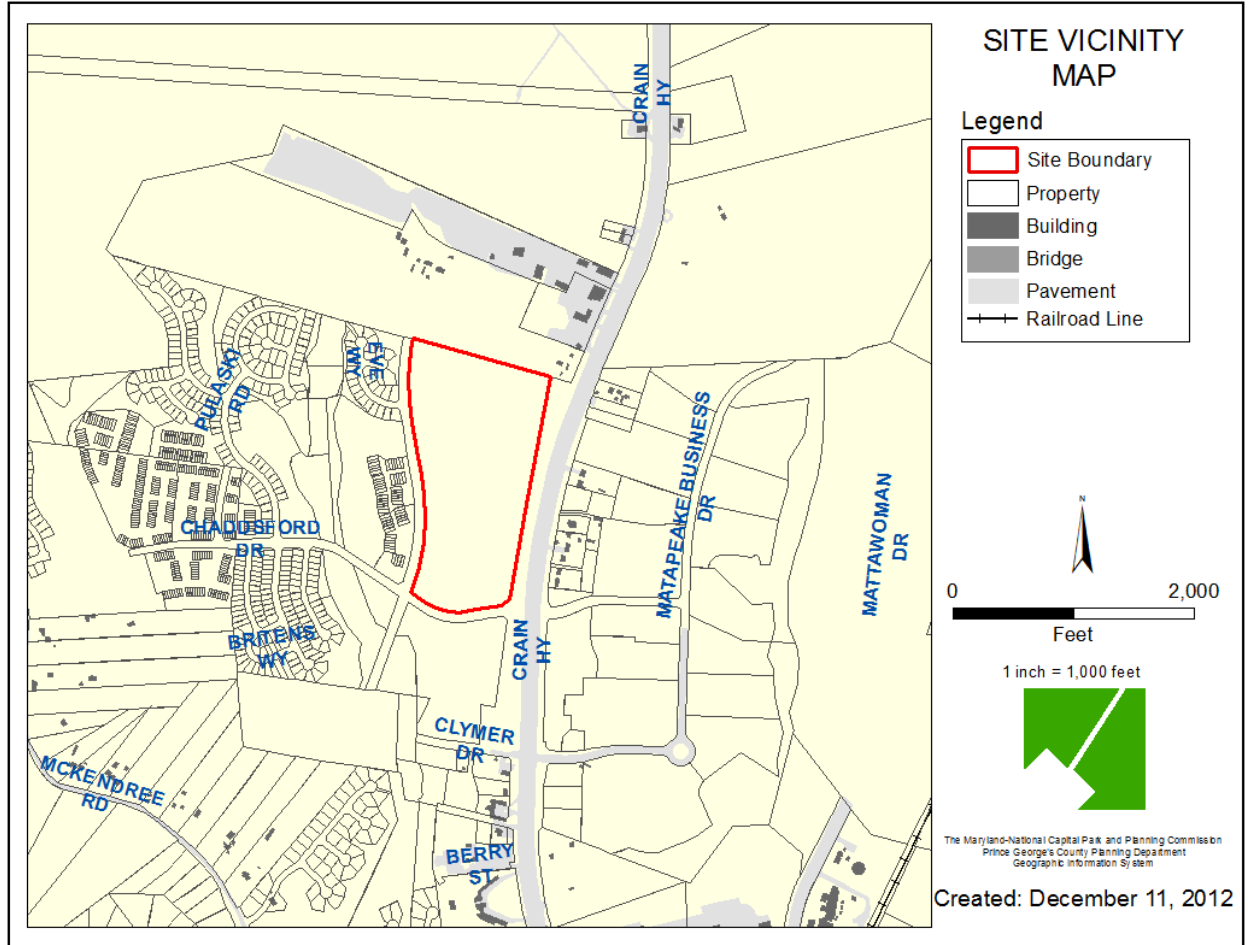 SITE VICINITY
MAP
Legend
Site Boundary
Property
Building
Bridge
Pavement
Railroad Line
CRAIN
HY
EVE
WY
PULASKI
RD
MATAPEAKE BUSINESS
DR
MATTAWOMAN
DR
CHADDSFORD
DR
BRITENS
WY
CRAIN
HY
CLYMER
DR
MCKENDREE
RD
BERRY
ST
N
0 2,000
Feet
1 inch = 1,000 feet
The Maryland-National Capital Park and Planning Commission
Prince George's County Planning Department
Geographic Information System
Created: December 11, 2012